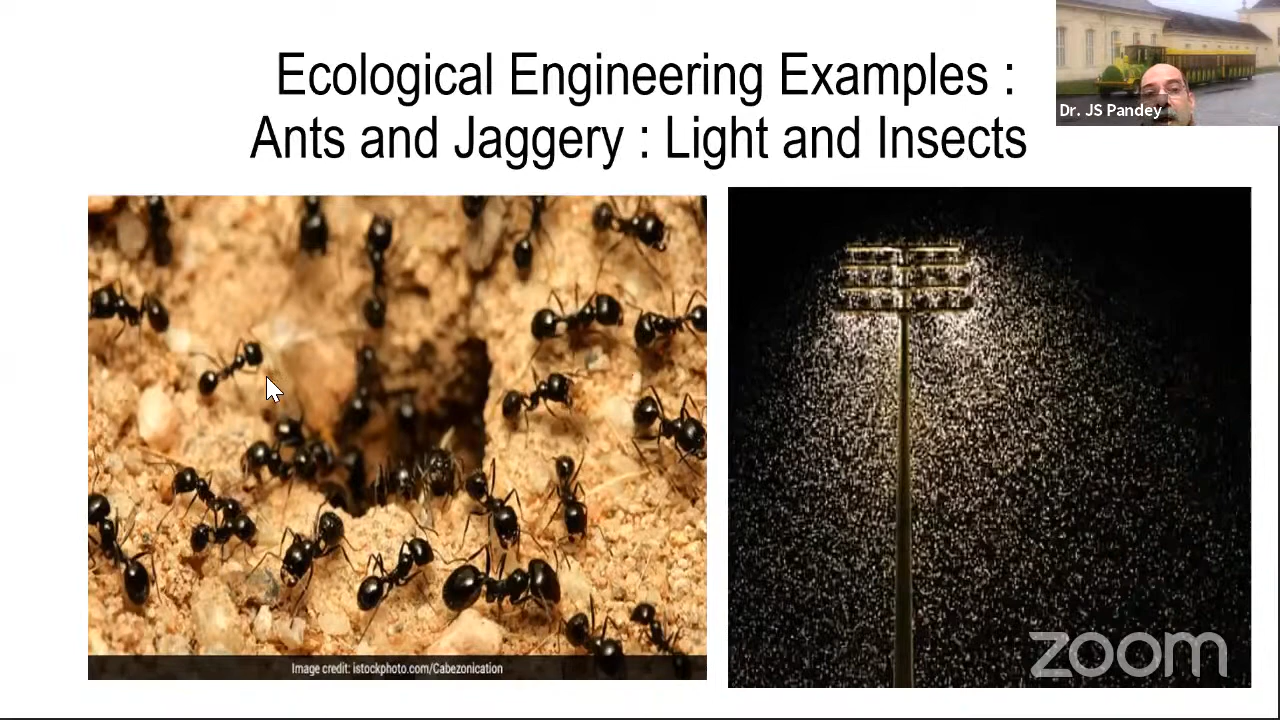 Ecological Engineering Examples :
Ants and Jaggery : Light and Insects
Dr. JS Pandey
Image credit: istockphoto.com/Cabezonication
zoom